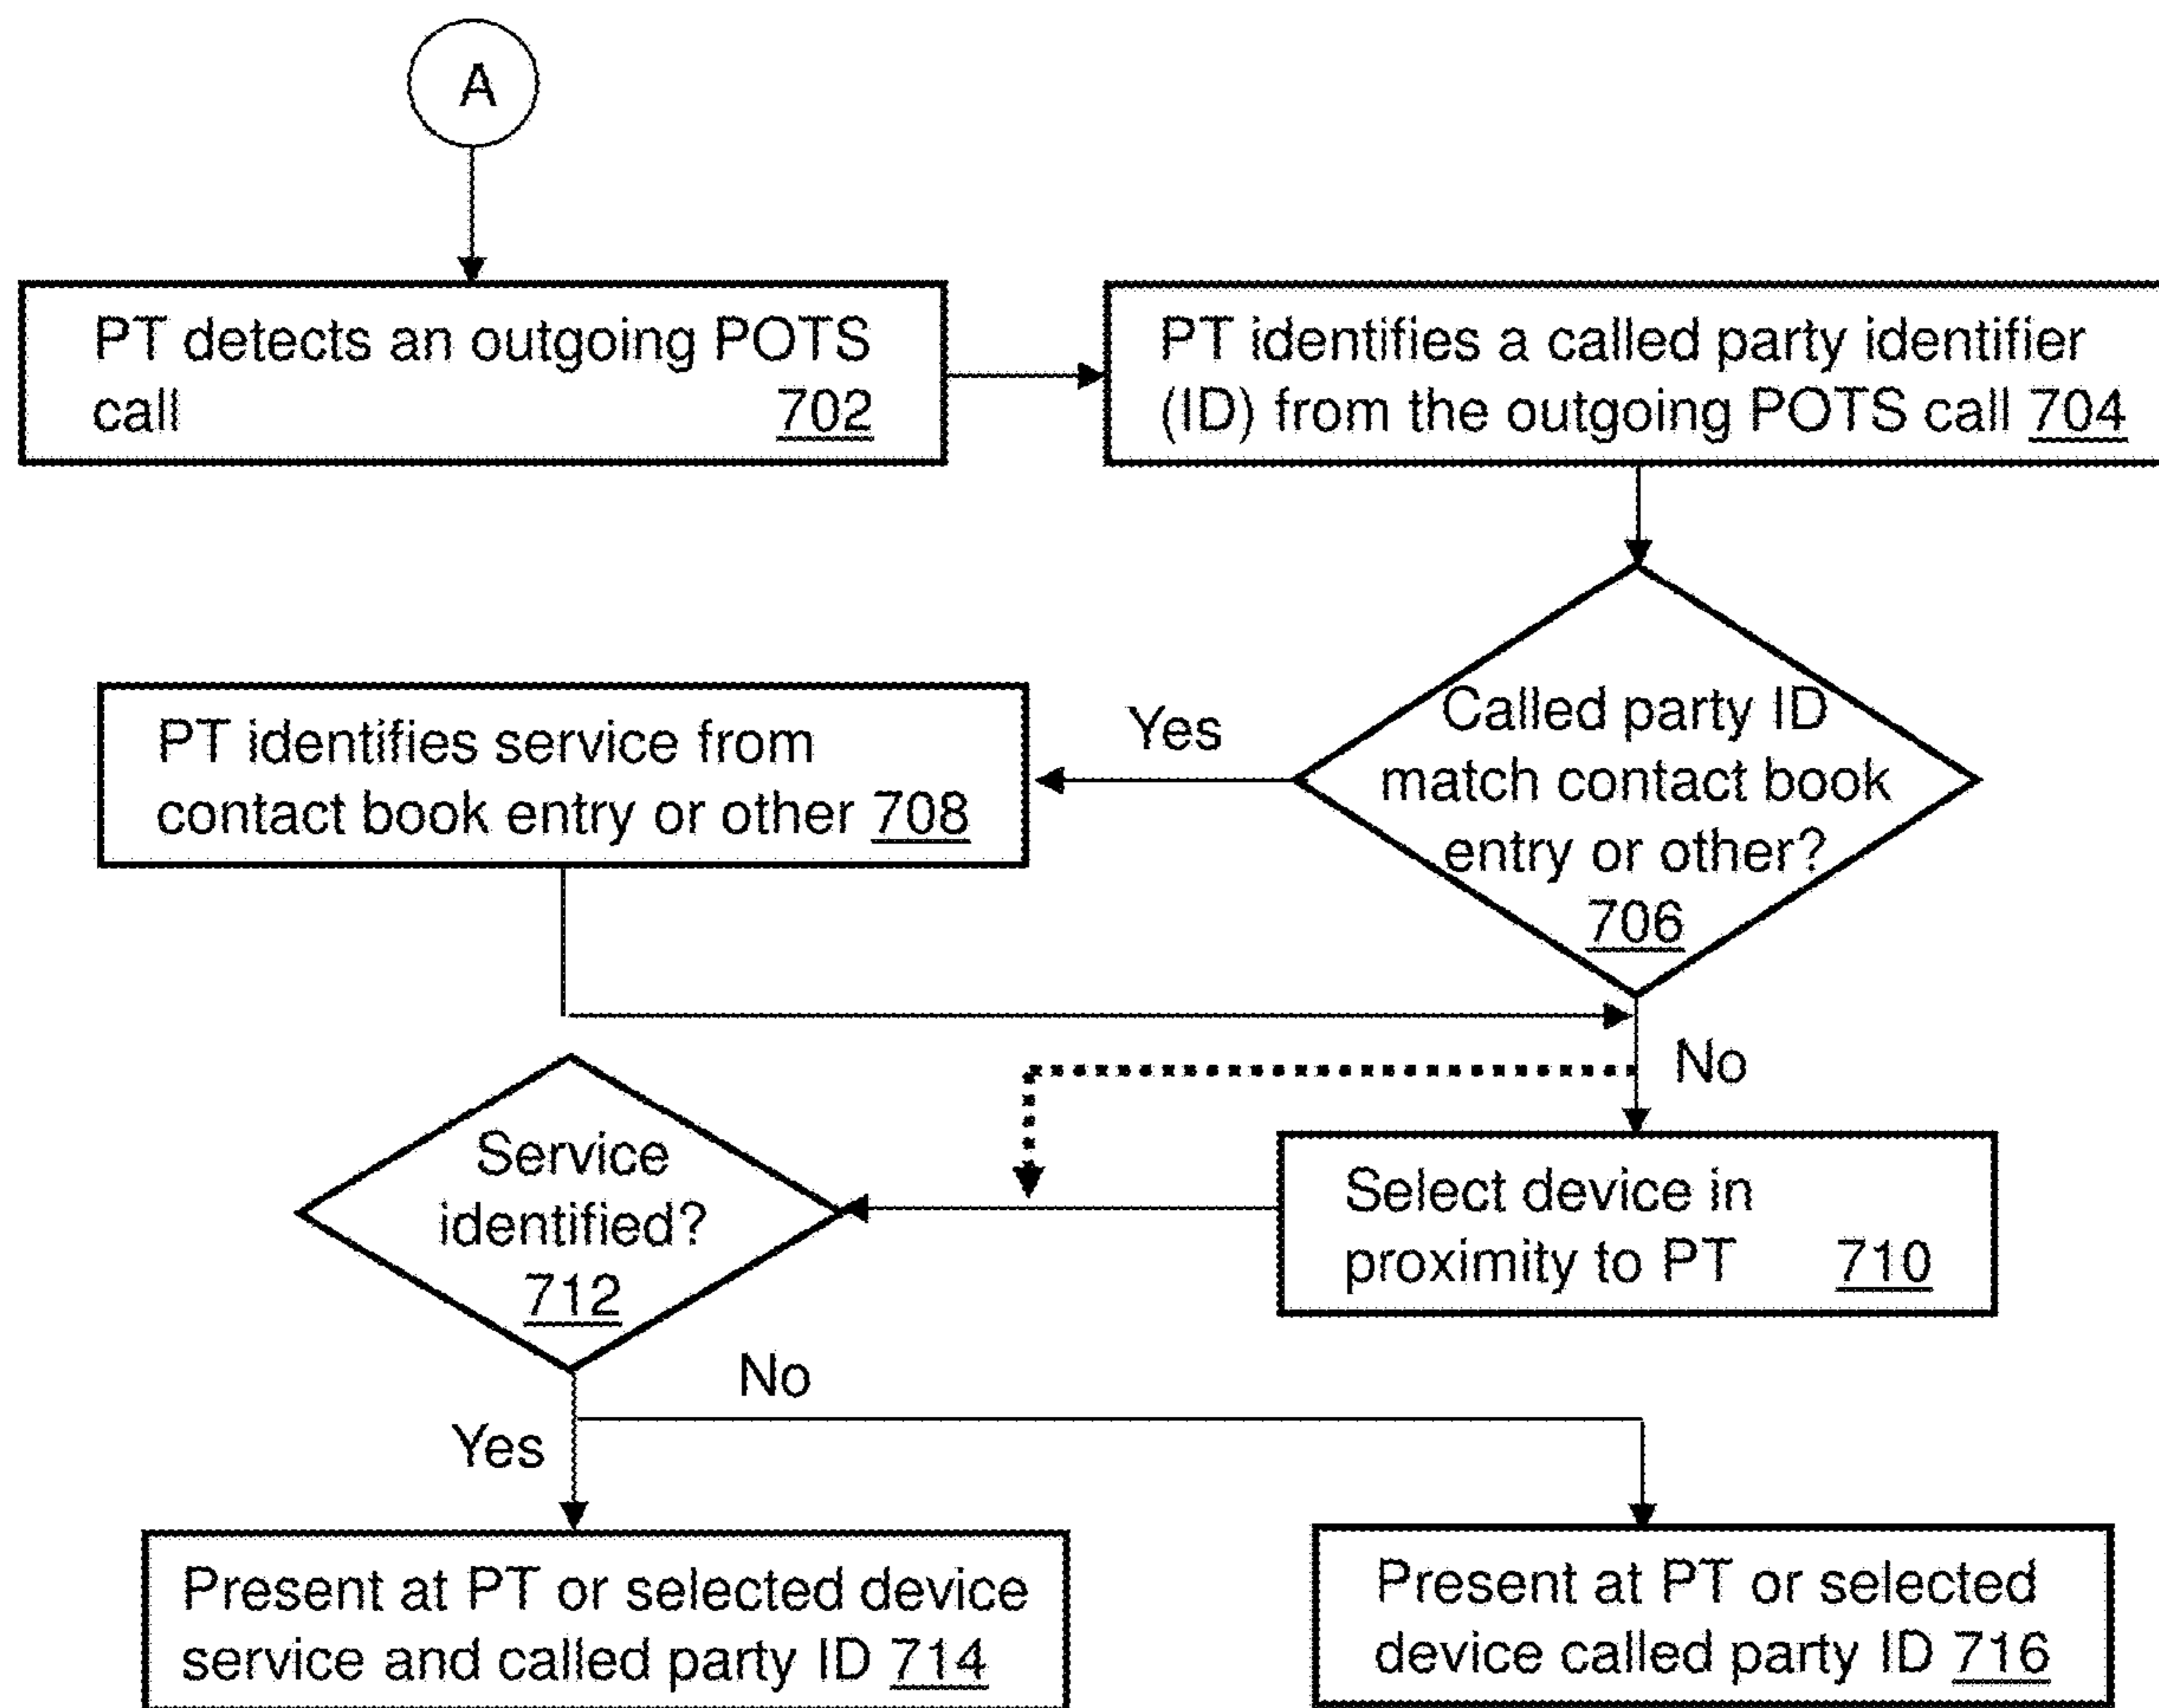 A
PT detects an outgoing POTS
call 702
PT identifies a called party identifier
(ID) from the outgoing POTS call 704
Called party ID
match contact book
entry or other?
706
Yes
PT identifies service from
contact book entry or other 708
No
Select device in
proximity to PT 710
Service
identified?
712
No
Yes
Present at PT or selected device
service and called party ID 714
Present at PT or selected
device called party ID 716